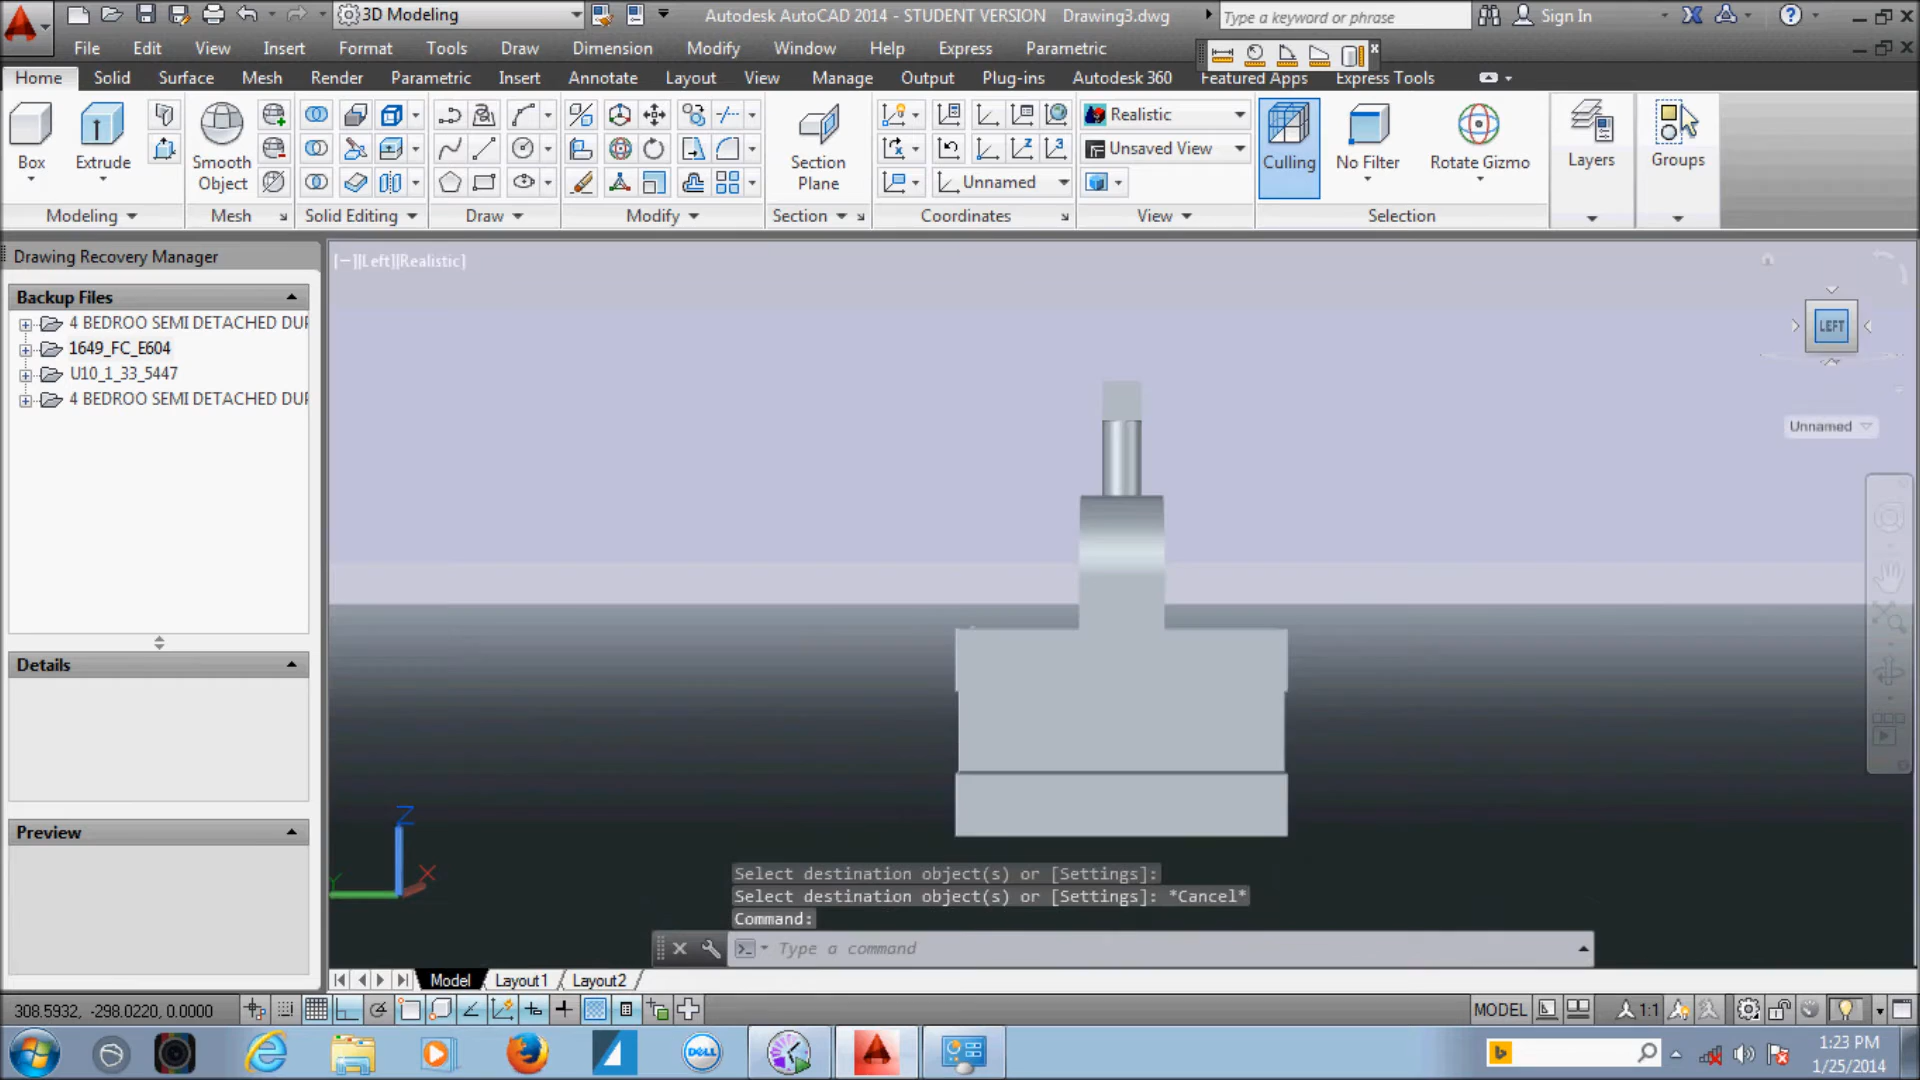 3D Modeling
Autodesk AutoCAD 2014 - STUDENT VERSION Drawing3.dwg
Type a keyword or phrase
Sign In
File Edit View Insert Format Tools Draw Dimension Modify Window Help Express Parametric
Home Solid Surface Mesh Render Parametric Insert Annotate Layout View Manage Output Plug-ins Autodesk 360 Featured Apps Express Tools
Box
Extrude
Smooth Object
Section Plane
Realistic
Unsaved View
Unnamed
Culling
No Filter
Rotate Gizmo
Layers
Groups
Modeling
Mesh
Solid Editing
Draw
Modify
Section
Coordinates
View
Selection
Drawing Recovery Manager
Backup Files
4 BEDROO SEMI DETACHED DU
1649_FC_E604
U10_1_33_5447
4 BEDROO SEMI DETACHED DU
Details
Preview
[−][Left][Realistic]
LEFT
Unnamed
Z
X
Y
Select destination object(s) or [Settings]:
Select destination object(s) or [Settings]: *Cancel*
Command:
Type a command
Model Layout1 Layout2
308.5932, -298.0220, 0.0000
MODEL
1:1
DELL
1:23 PM
1/25/2014